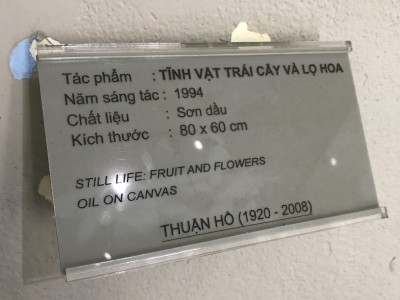 Tác phẩm : TĨNH VẬT TRÁI CÂY VÀ LỌ HOA
Năm sáng tác : 1994
Chất liệu : Sơn dầu
Kích thước : 80 x 60 cm
STILL LIFE: FRUIT AND FLOWERS
OIL ON CANVAS
THUẬN HỒ (1920 - 2008)